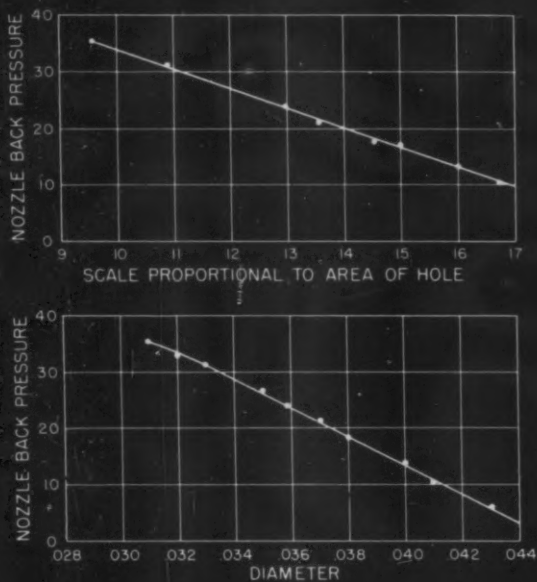 NOZZLE BACK PRESSURE
40
30
20
10
0
9 10 11 12 13 14 15 16 17
SCALE PROPORTIONAL TO AREA OF HOLE
NOZZLE BACK PRESSURE
40
30
20
10
0
.028 .030 .032 .034 .036 .038 .040 .042 .044
DIAMETER